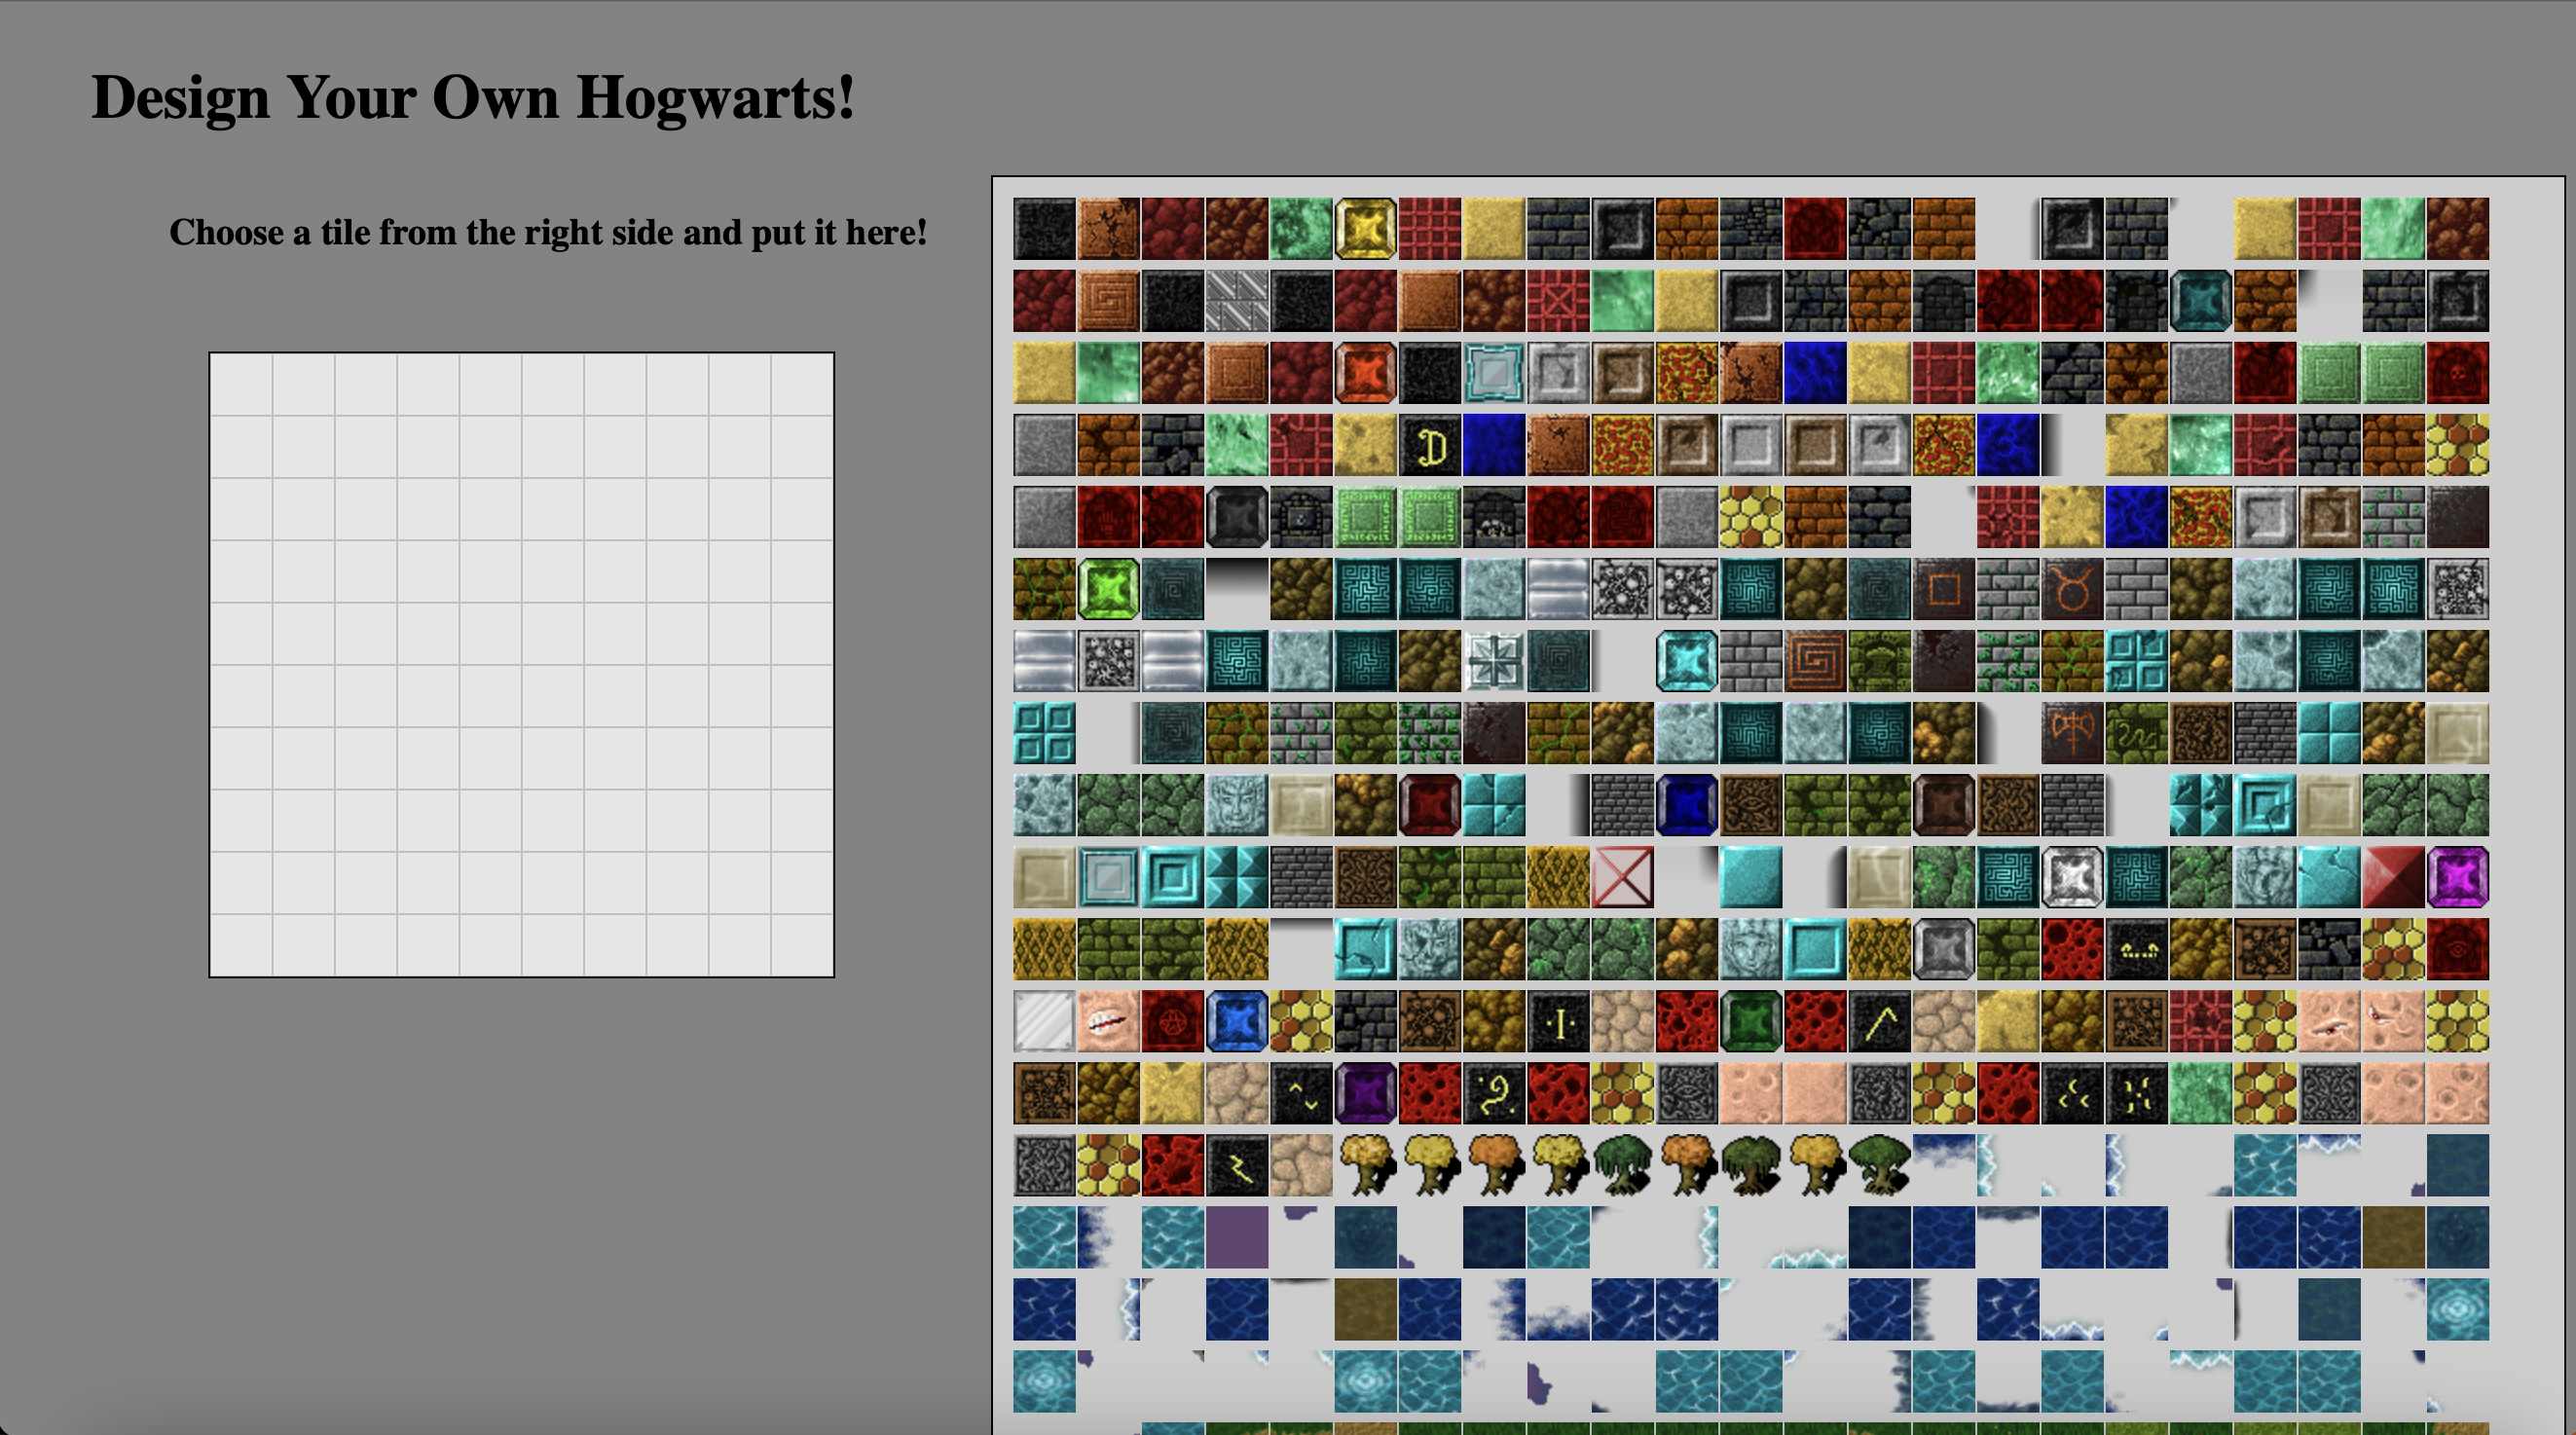 Design Your Own Hogwarts!
Choose a tile from the right side and put it here!